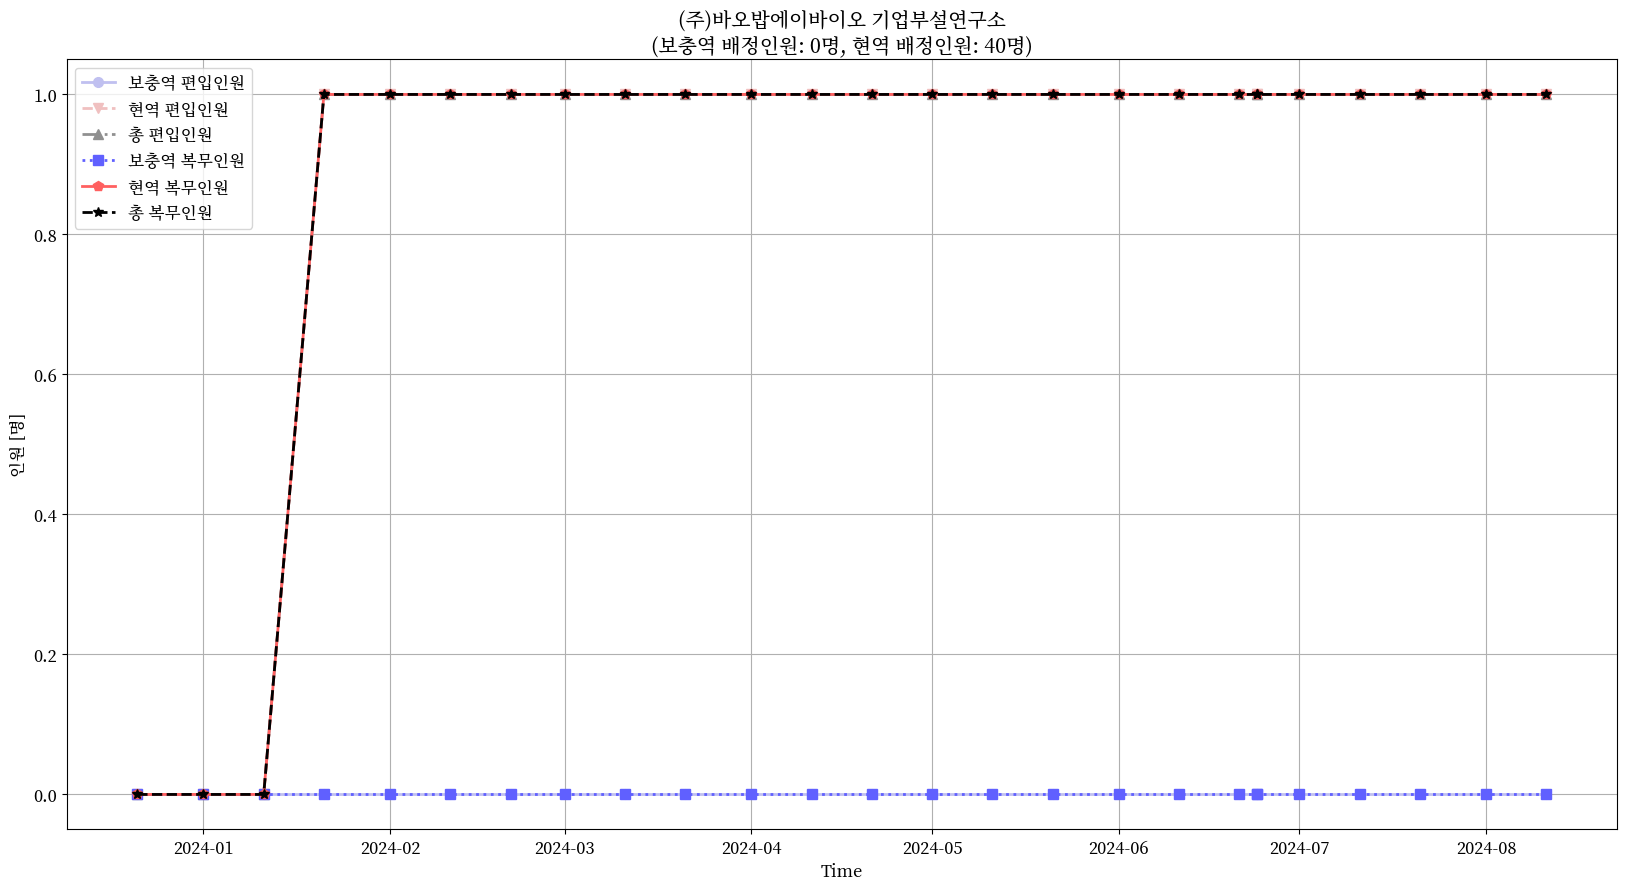 (주)바오밥에이바이오 기업부설연구소
(보충역 배정인원: 0명, 현역 배정인원: 40명)
보충역 편입인원
현역 편입인원
총 편입인원
보충역 복무인원
현역 복무인원
총 복무인원
1.0
0.8
0.6
0.4
0.2
0.0
인원 [명]
2024-01 2024-02 2024-03 2024-04 2024-05 2024-06 2024-07 2024-08
Time